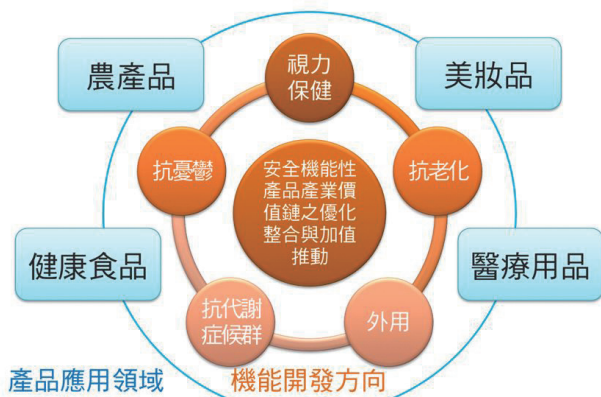 農產品
美妝品
視力
保健
抗憂鬱
抗老化
安全機能性
產品產業價
值鏈之優化
整合與加值
推動
健康食品
醫療用品
抗代謝
症候群
外用
產品應用領域
機能開發方向